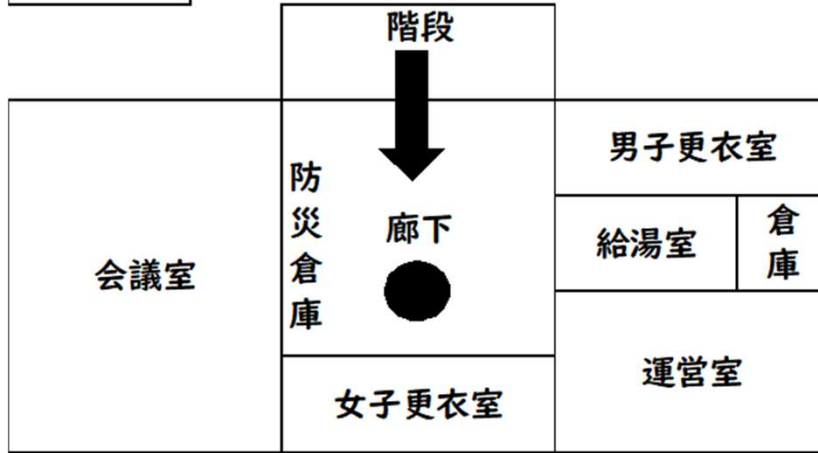 階段
男子更衣室
防災倉庫
廊下
給湯室
倉庫
会議室
運営室
女子更衣室